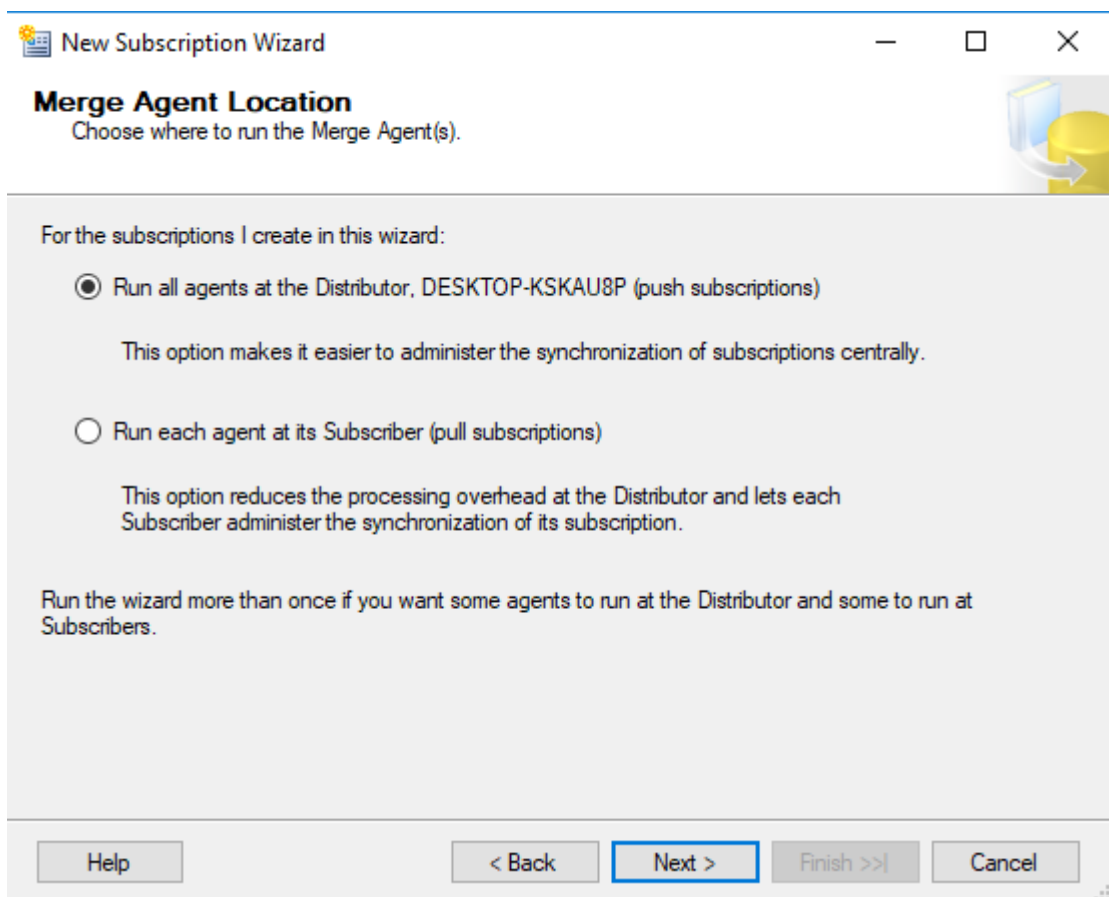 New Subscription Wizard
Merge Agent Location
Choose where to run the Merge Agent(s).
For the subscriptions I create in this wizard:
Run all agents at the Distributor, DESKTOP-KSKAU8P (push subscriptions)
This option makes it easier to administer the synchronization of subscriptions centrally.
Run each agent at its Subscriber (pull subscriptions)
This option reduces the processing overhead at the Distributor and lets each
Subscriber administer the synchronization of its subscription.
Run the wizard more than once if you want some agents to run at the Distributor and some to run at
Subscribers.
Help < Back Next > Finish >>| Cancel